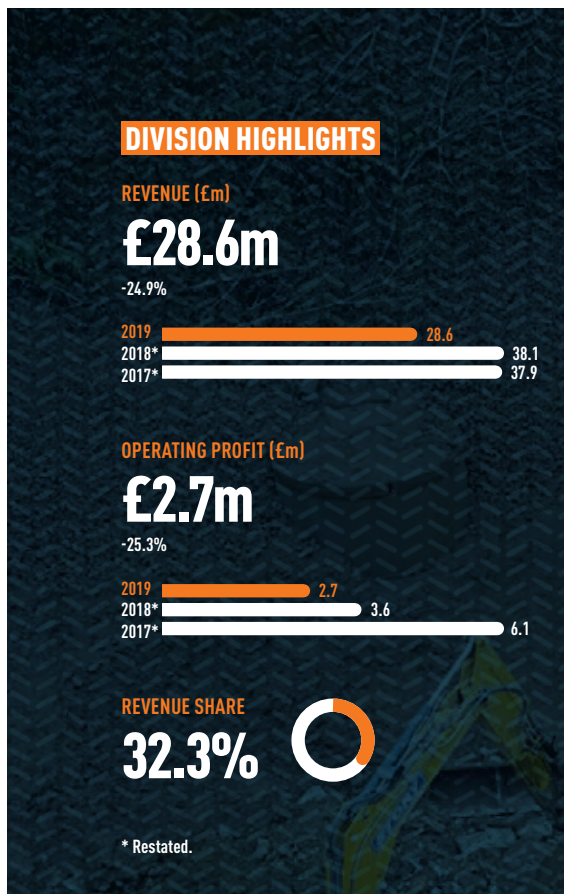 DIVISION HIGHLIGHTS
REVENUE (£m)
£28.6m
-24.9%
2019 28.6
2018* 38.1
2017* 37.9
OPERATING PROFIT (£m)
£2.7m
-25.3%
2019 2.7
2018* 3.6
2017* 6.1
REVENUE SHARE
32.3%
* Restated.